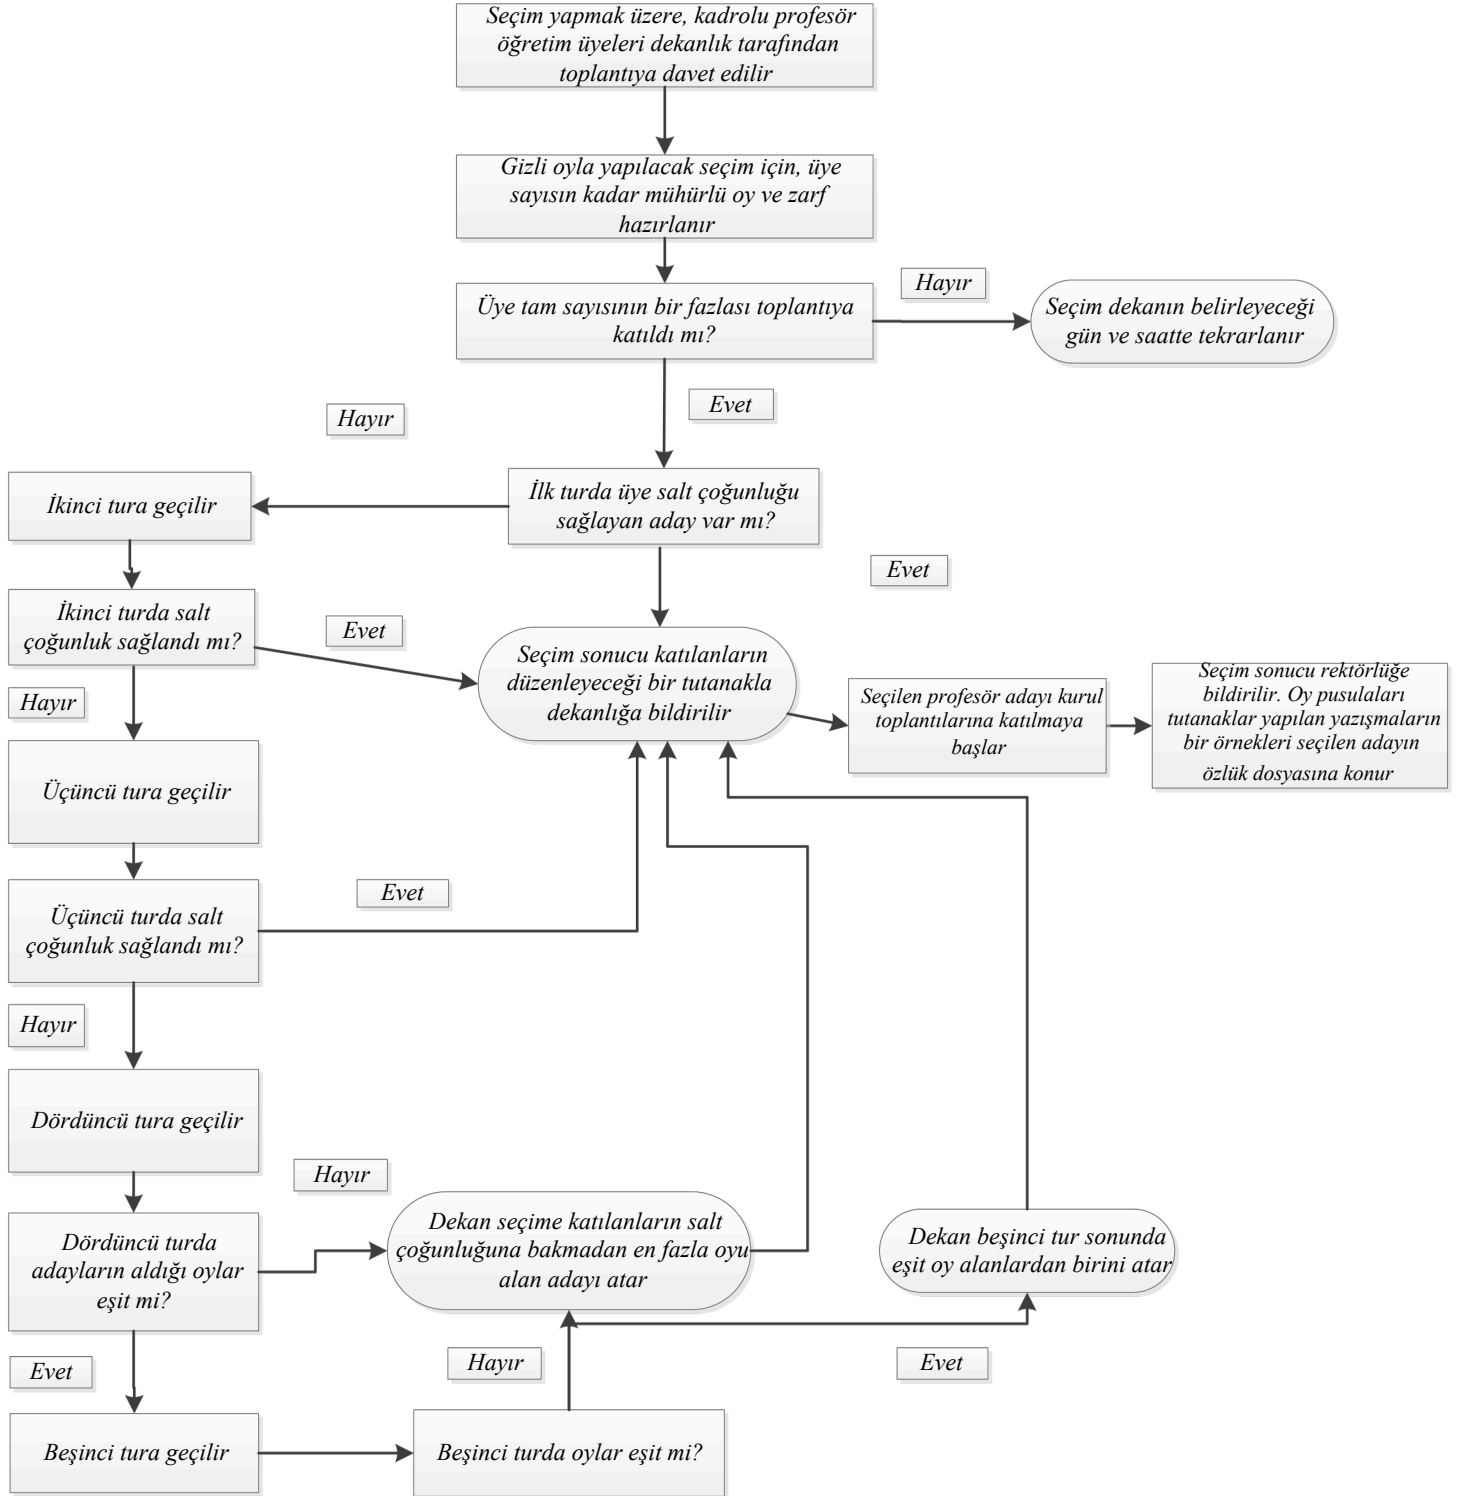 Seçim yapmak üzere, kadrolu profesör
öğretim üyeleri dekanlık tarafından
toplantıya davet edilir
Gizli oyla yapılacak seçim için, üye
sayısın kadar mühürlü oy ve zarf
hazırlanır
Üye tam sayısının bir fazlası toplantıya
katıldı mı?
Hayır
Seçim dekanın belirleyeceği
gün ve saatte tekrarlanır
Evet
Hayır
İlk turda üye salt çoğunluğu
sağlayan aday var mı?
İkinci tura geçilir
Evet
İkinci turda salt
çoğunluk sağlandı mı?
Evet
Seçim sonucu katılanların
düzenleyeceği bir tutanakla
dekanlığa bildirilir
Seçilen profesör adayı kurul
toplantılarına katılmaya
başlar
Seçim sonucu rektörlüğe
bildirilir. Oy pusulaları
tutanaklar yapılan yazışmaların
bir örnekleri seçilen adayın
özlük dosyasına konur
Hayır
Üçüncü tura geçilir
Üçüncü turda salt
çoğunluk sağlandı mı?
Evet
Hayır
Dördüncü tura geçilir
Dördüncü turda
adayların aldığı oylar
eşit mi?
Hayır
Dekan seçime katılanların salt
çoğunluğuna bakmadan en fazla oyu
alan adayı atar
Dekan beşinci tur sonunda
eşit oy alanlardan birini atar
Evet
Beşinci tura geçilir
Beşinci turda oylar eşit mi?
Hayır
Evet